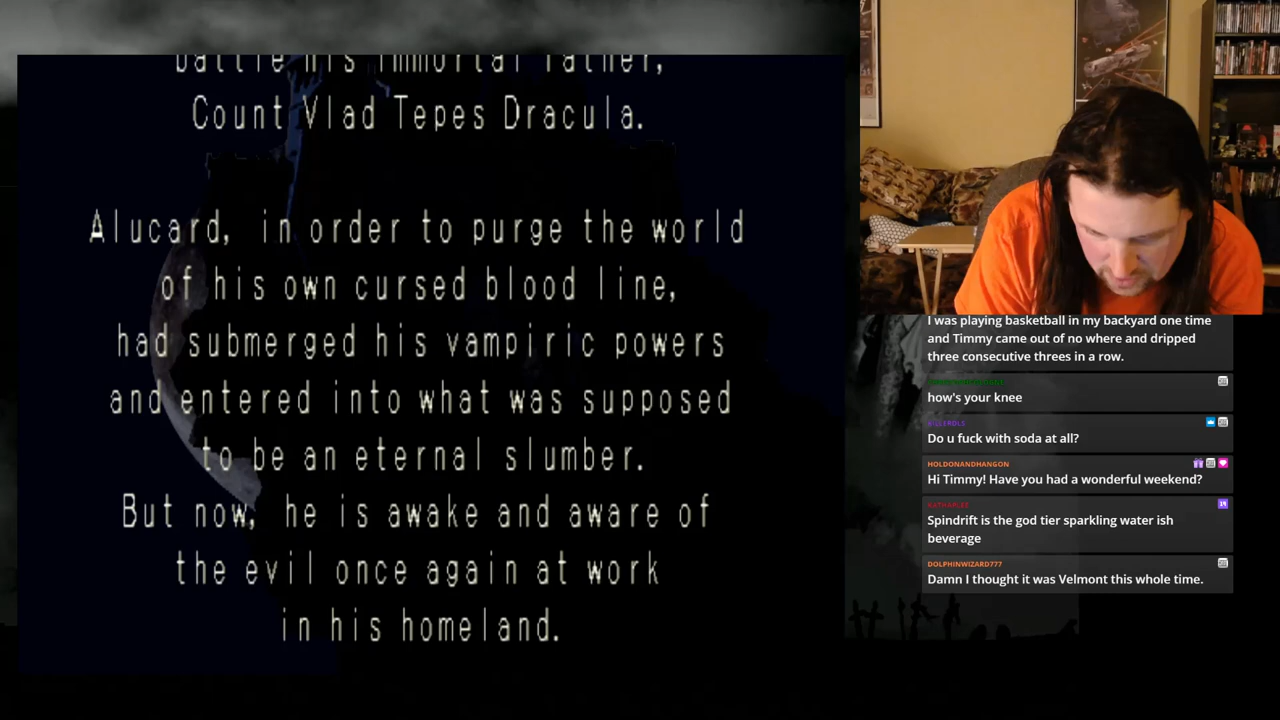 battle his immortal father,
Count Vlad Tepes Dracula.
Alucard, in order to purge the world
of his own cursed blood line,
had submerged his vampiric powers
and entered into what was supposed
to be an eternal slumber.
But now, he is awake and aware of
the evil once again at work
in his homeland.
I was playing basketball in my backyard one time
and Timmy came out of no where and dripped
three consecutive threes in a row.
how's your knee
Do u fuck with soda at all?
HOLDONANDHANGON
Hi Timmy! Have you had a wonderful weekend?
Spindrift is the god tier sparkling water ish
beverage
DOLPHINWIZARD777
Damn I thought it was Velmont this whole time.